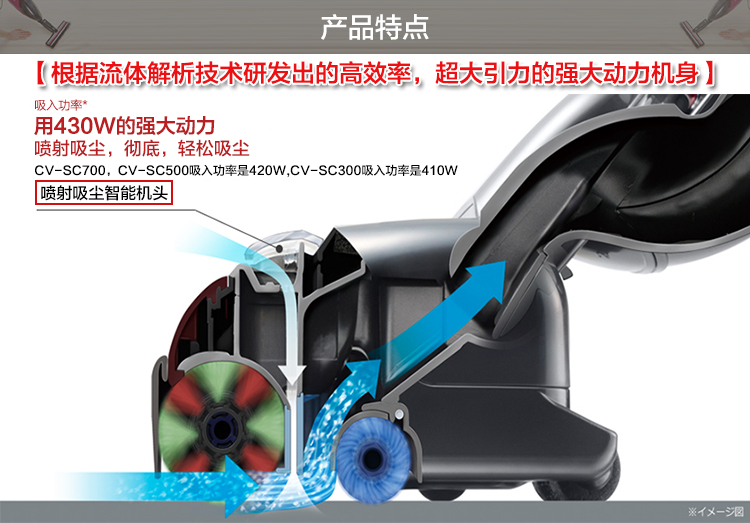 产品特点
【根据流体解析技术研发出的高效率，超大引力的强大动力机身】
吸入功率*
用430W的强大动力
喷射吸尘，彻底，轻松吸尘
CV-SC700，CV-SC500吸入功率是420W,CV-SC300吸入功率是410W
喷射吸尘智能机头
※イメージ図